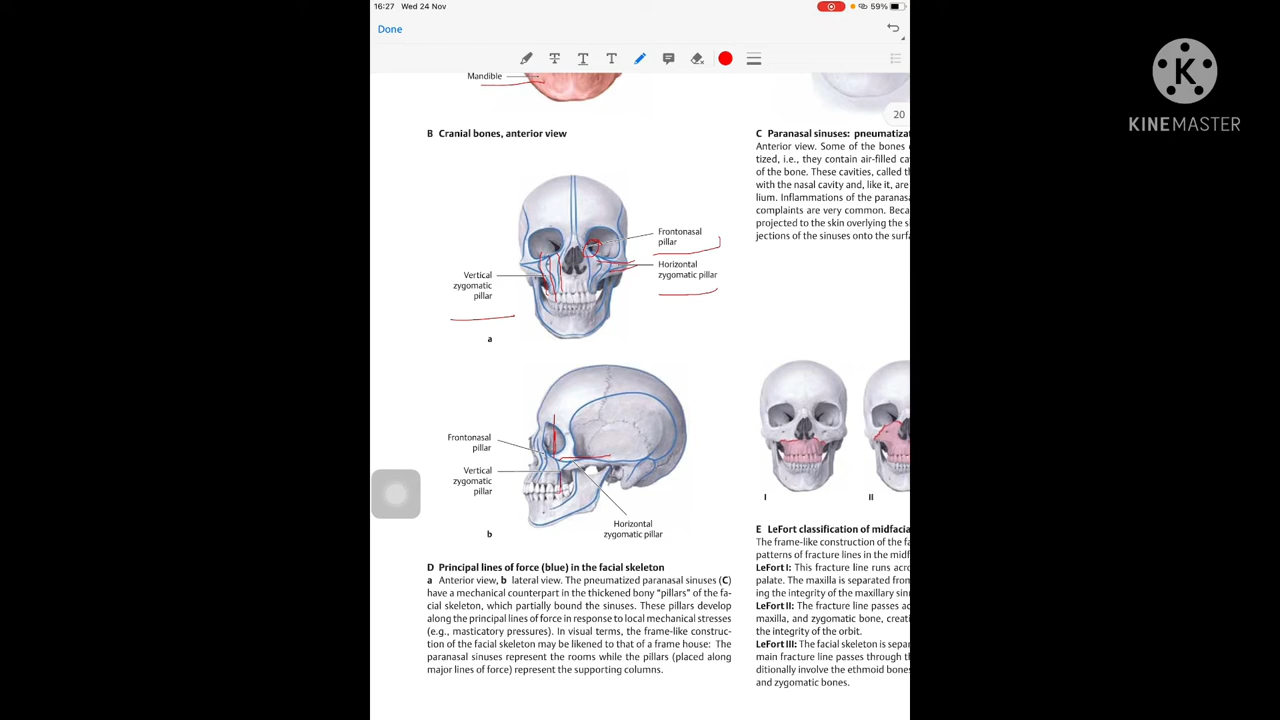 16:27 Wed 24 Nov
59%
Done
T T T
Mandible
20
B Cranial bones, anterior view
Frontonasal
pillar
Horizontal
zygomatic pillar
Vertical
zygomatic
pillar
a
Frontonasal
pillar
Vertical
zygomatic
pillar
Horizontal
zygomatic pillar
b
D Principal lines of force (blue) in the facial skeleton
a Anterior view, b lateral view. The pneumatized paranasal sinuses (C)
have a mechanical counterpart in the thickened bony “pillars” of the fa-
cial skeleton, which partially bound the sinuses. These pillars develop
along the principal lines of force in response to local mechanical stresses
(e.g., masticatory pressures). In visual terms, the frame-like construc-
tion of the facial skeleton may be likened to that of a frame house: The
paranasal sinuses represent the rooms while the pillars (placed along
major lines of force) represent the supporting columns.
C Paranasal sinuses: pneumatizat
Anterior view. Some of the bones
tized, i.e., they contain air-filled ca
of the bone. These cavities, called th
with the nasal cavity and, like it, are
lium. Inflammations of the paranasa
complaints are very common. Beca
projected to the skin overlying the si
jections of the sinuses onto the surfa
I
II
E LeFort classification of midfacia
The frame-like construction of the fa
patterns of fracture lines in the midf
LeFort I: This fracture line runs acro
palate. The maxilla is separated from
ing the integrity of the maxillary sin
LeFort II: The fracture line passes ac
maxilla, and zygomatic bone, creati
the integrity of the orbit.
LeFort III: The facial skeleton is separ
main fracture line passes through th
ditionally involve the ethmoid bones
and zygomatic bones.
K
KINEMASTER